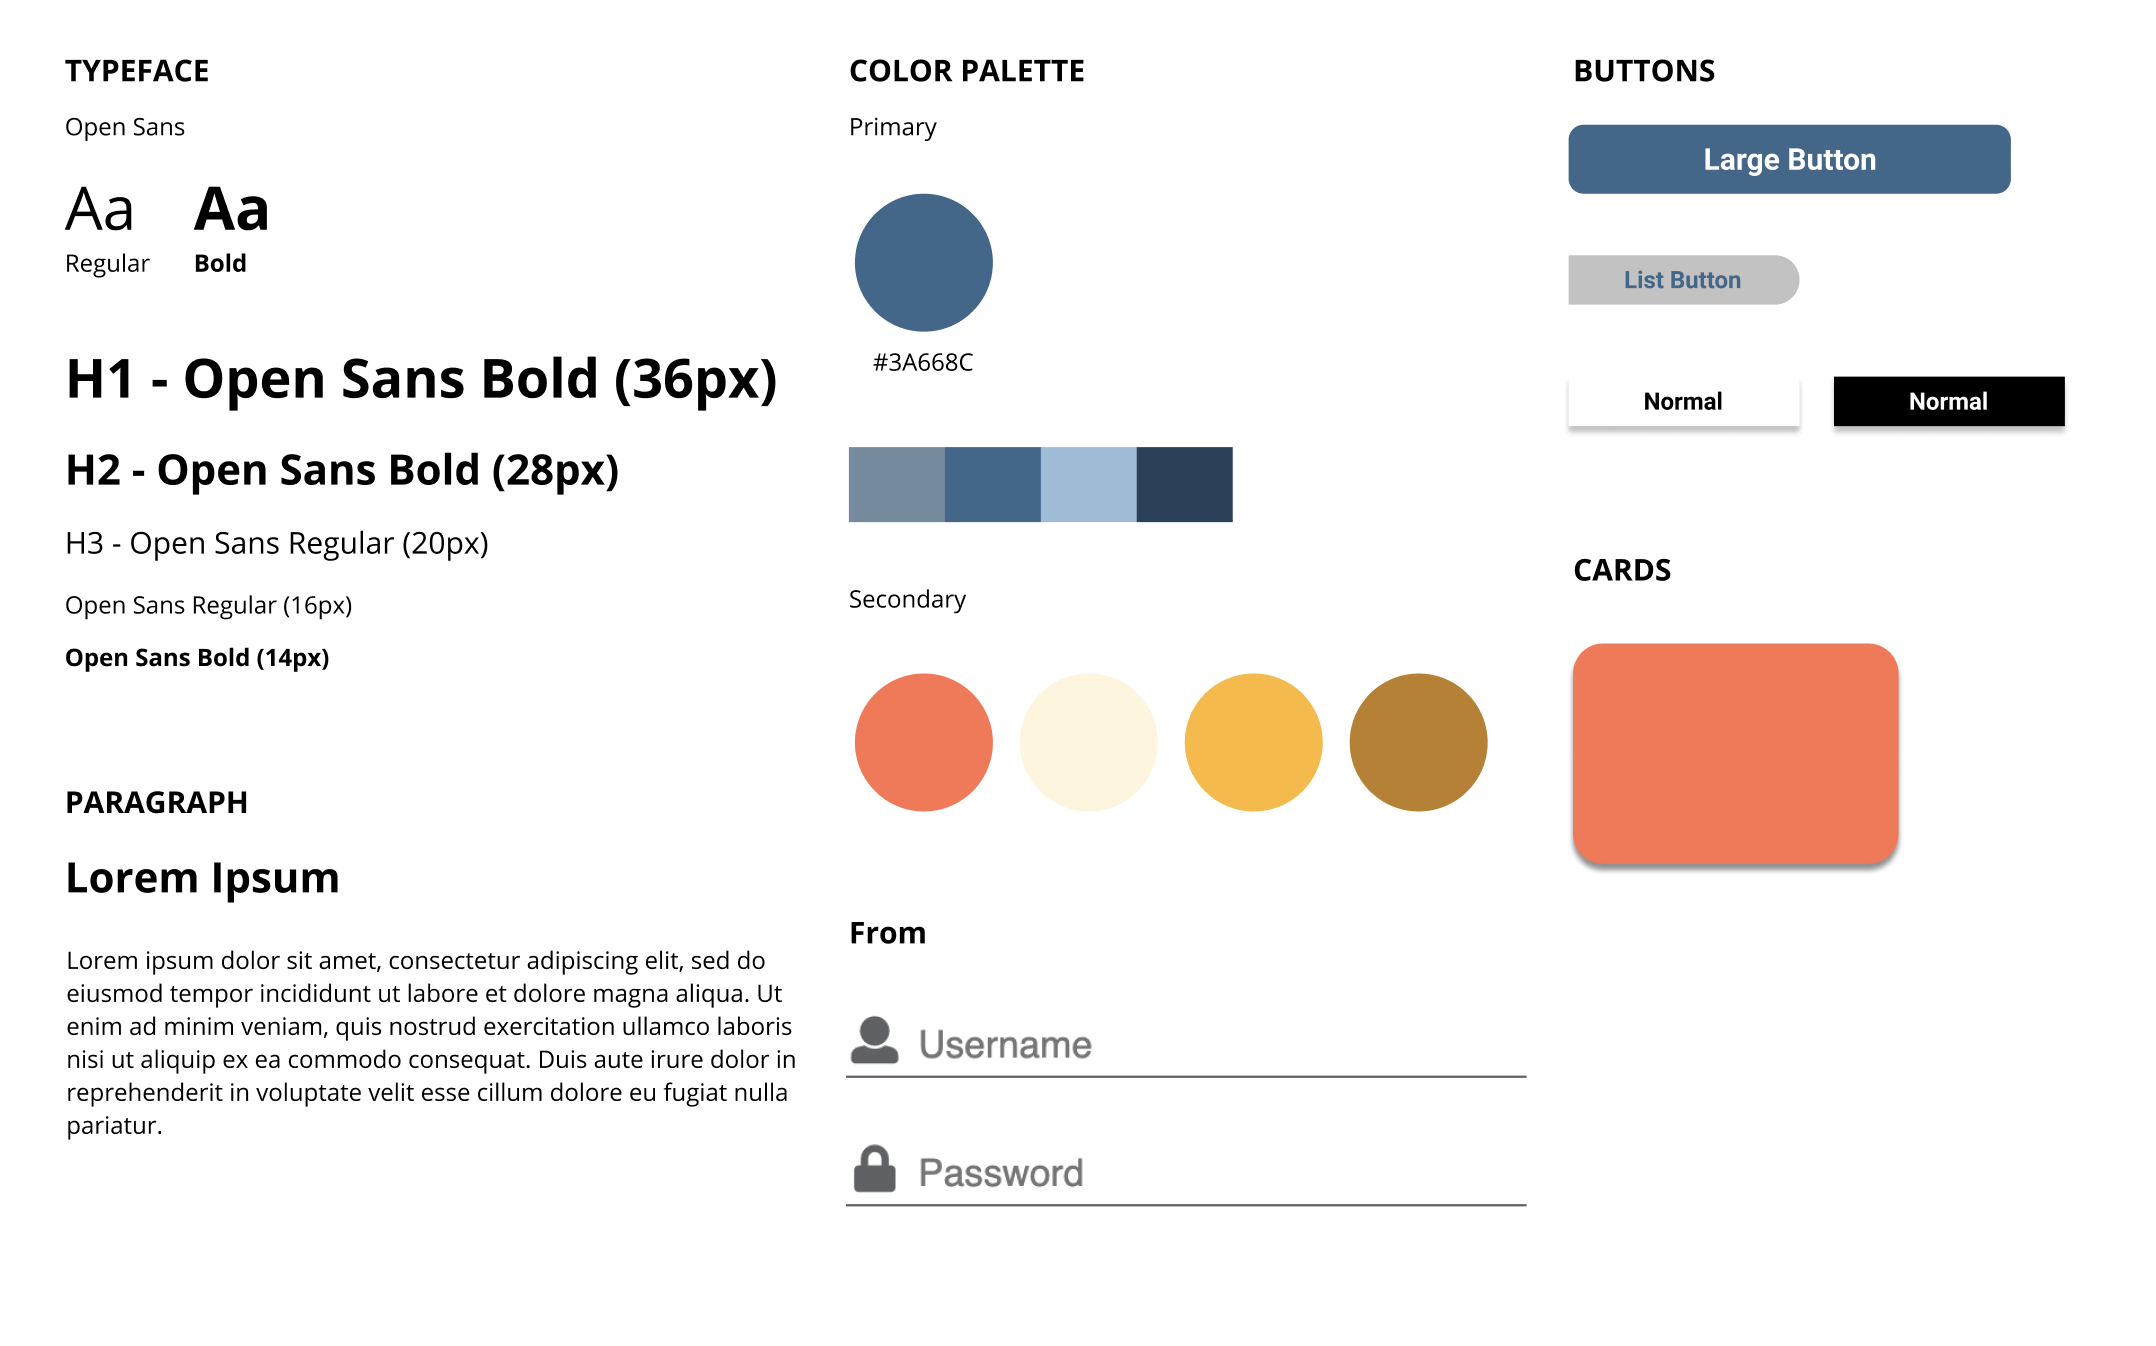 TYPEFACE
Open Sans
Aa Aa
Regular Bold
H1 - Open Sans Bold (36px)
H2 - Open Sans Bold (28px)
H3 - Open Sans Regular (20px)
Open Sans Regular (16px)
Open Sans Bold (14px)
PARAGRAPH
Lorem Ipsum
Lorem ipsum dolor sit amet, consectetur adipiscing elit, sed do
eiusmod tempor incididunt ut labore et dolore magna aliqua. Ut
enim ad minim veniam, quis nostrud exercitation ullamco laboris
nisi ut aliquip ex ea commodo consequat. Duis aute irure dolor in
reprehenderit in voluptate velit esse cillum dolore eu fugiat nulla
pariatur.
COLOR PALETTE
Primary
#3A668C
Secondary
From
Username
Password
BUTTONS
Large Button
List Button
Normal Normal
CARDS